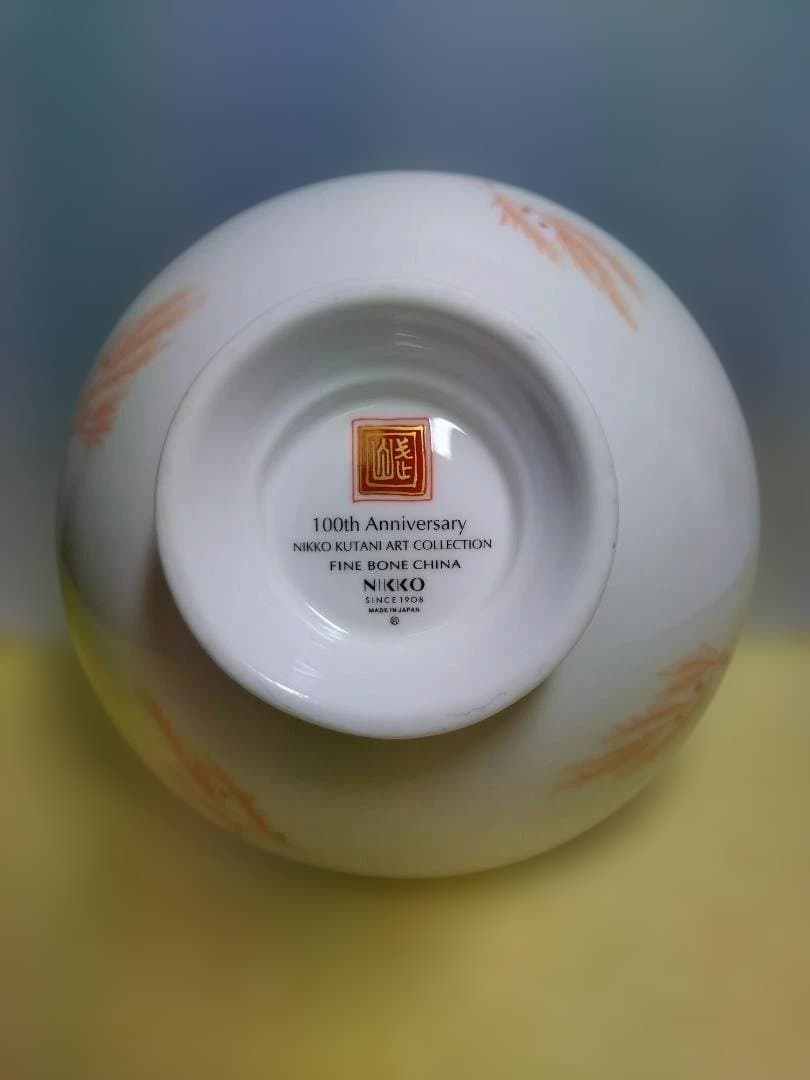 100th Anniversary
NIKKO KUTANI ART COLLECTION
FINE BONE CHINA
NIKKO
SINCE 1908
MADE IN JAPAN
®